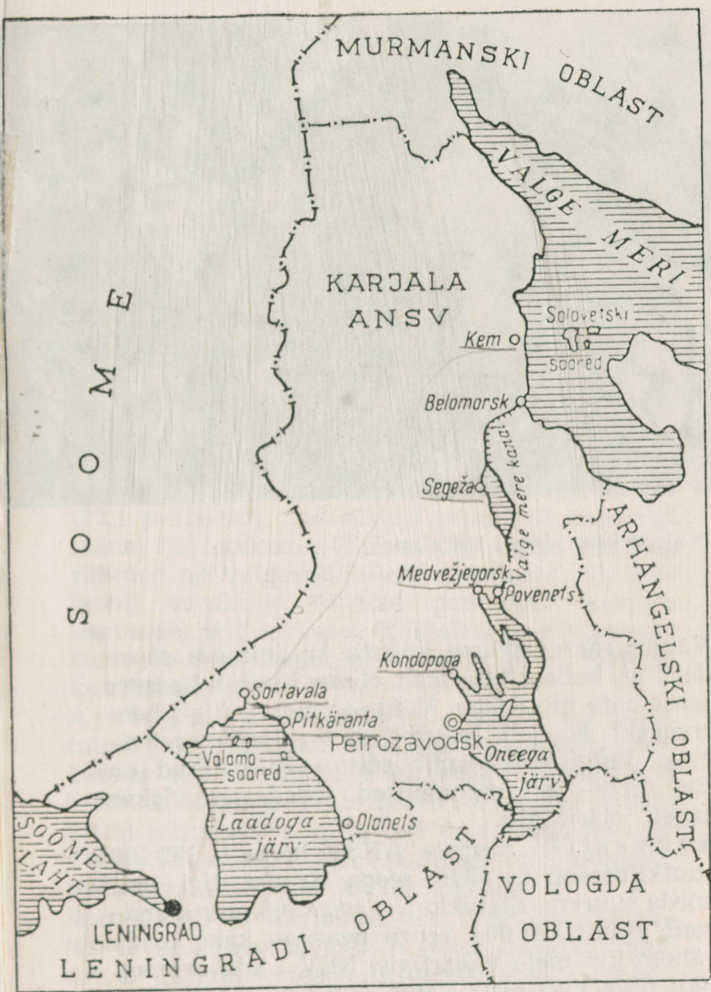 MURMANSKI OBLAST
VALGE MERI
KARJALA
ANSV
SOOME
Solovetski
saared
Kem
Belomorsk
Valge mere kanal
Segeža
ARHANGELSKI OBLAST
Medvežjegorsk
Povenets
Kondopoga
Sortavala
Pitkäranta
Petrozavodsk
Valamo
saared
Oneega
järv
Laadoga
järv
Olonets
SOOME
LAHT
LENINGRAD
LENINGRADI OBLAST
VOLOGDA
OBLAST